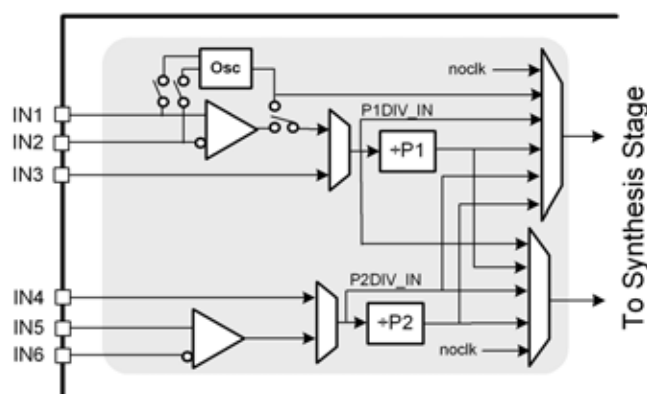 Osc
noclk
IN1
P1DIV_IN
IN2
÷P1
IN3
To Synthesis Stage
IN4
P2DIV_IN
IN5
÷P2
IN6
noclk